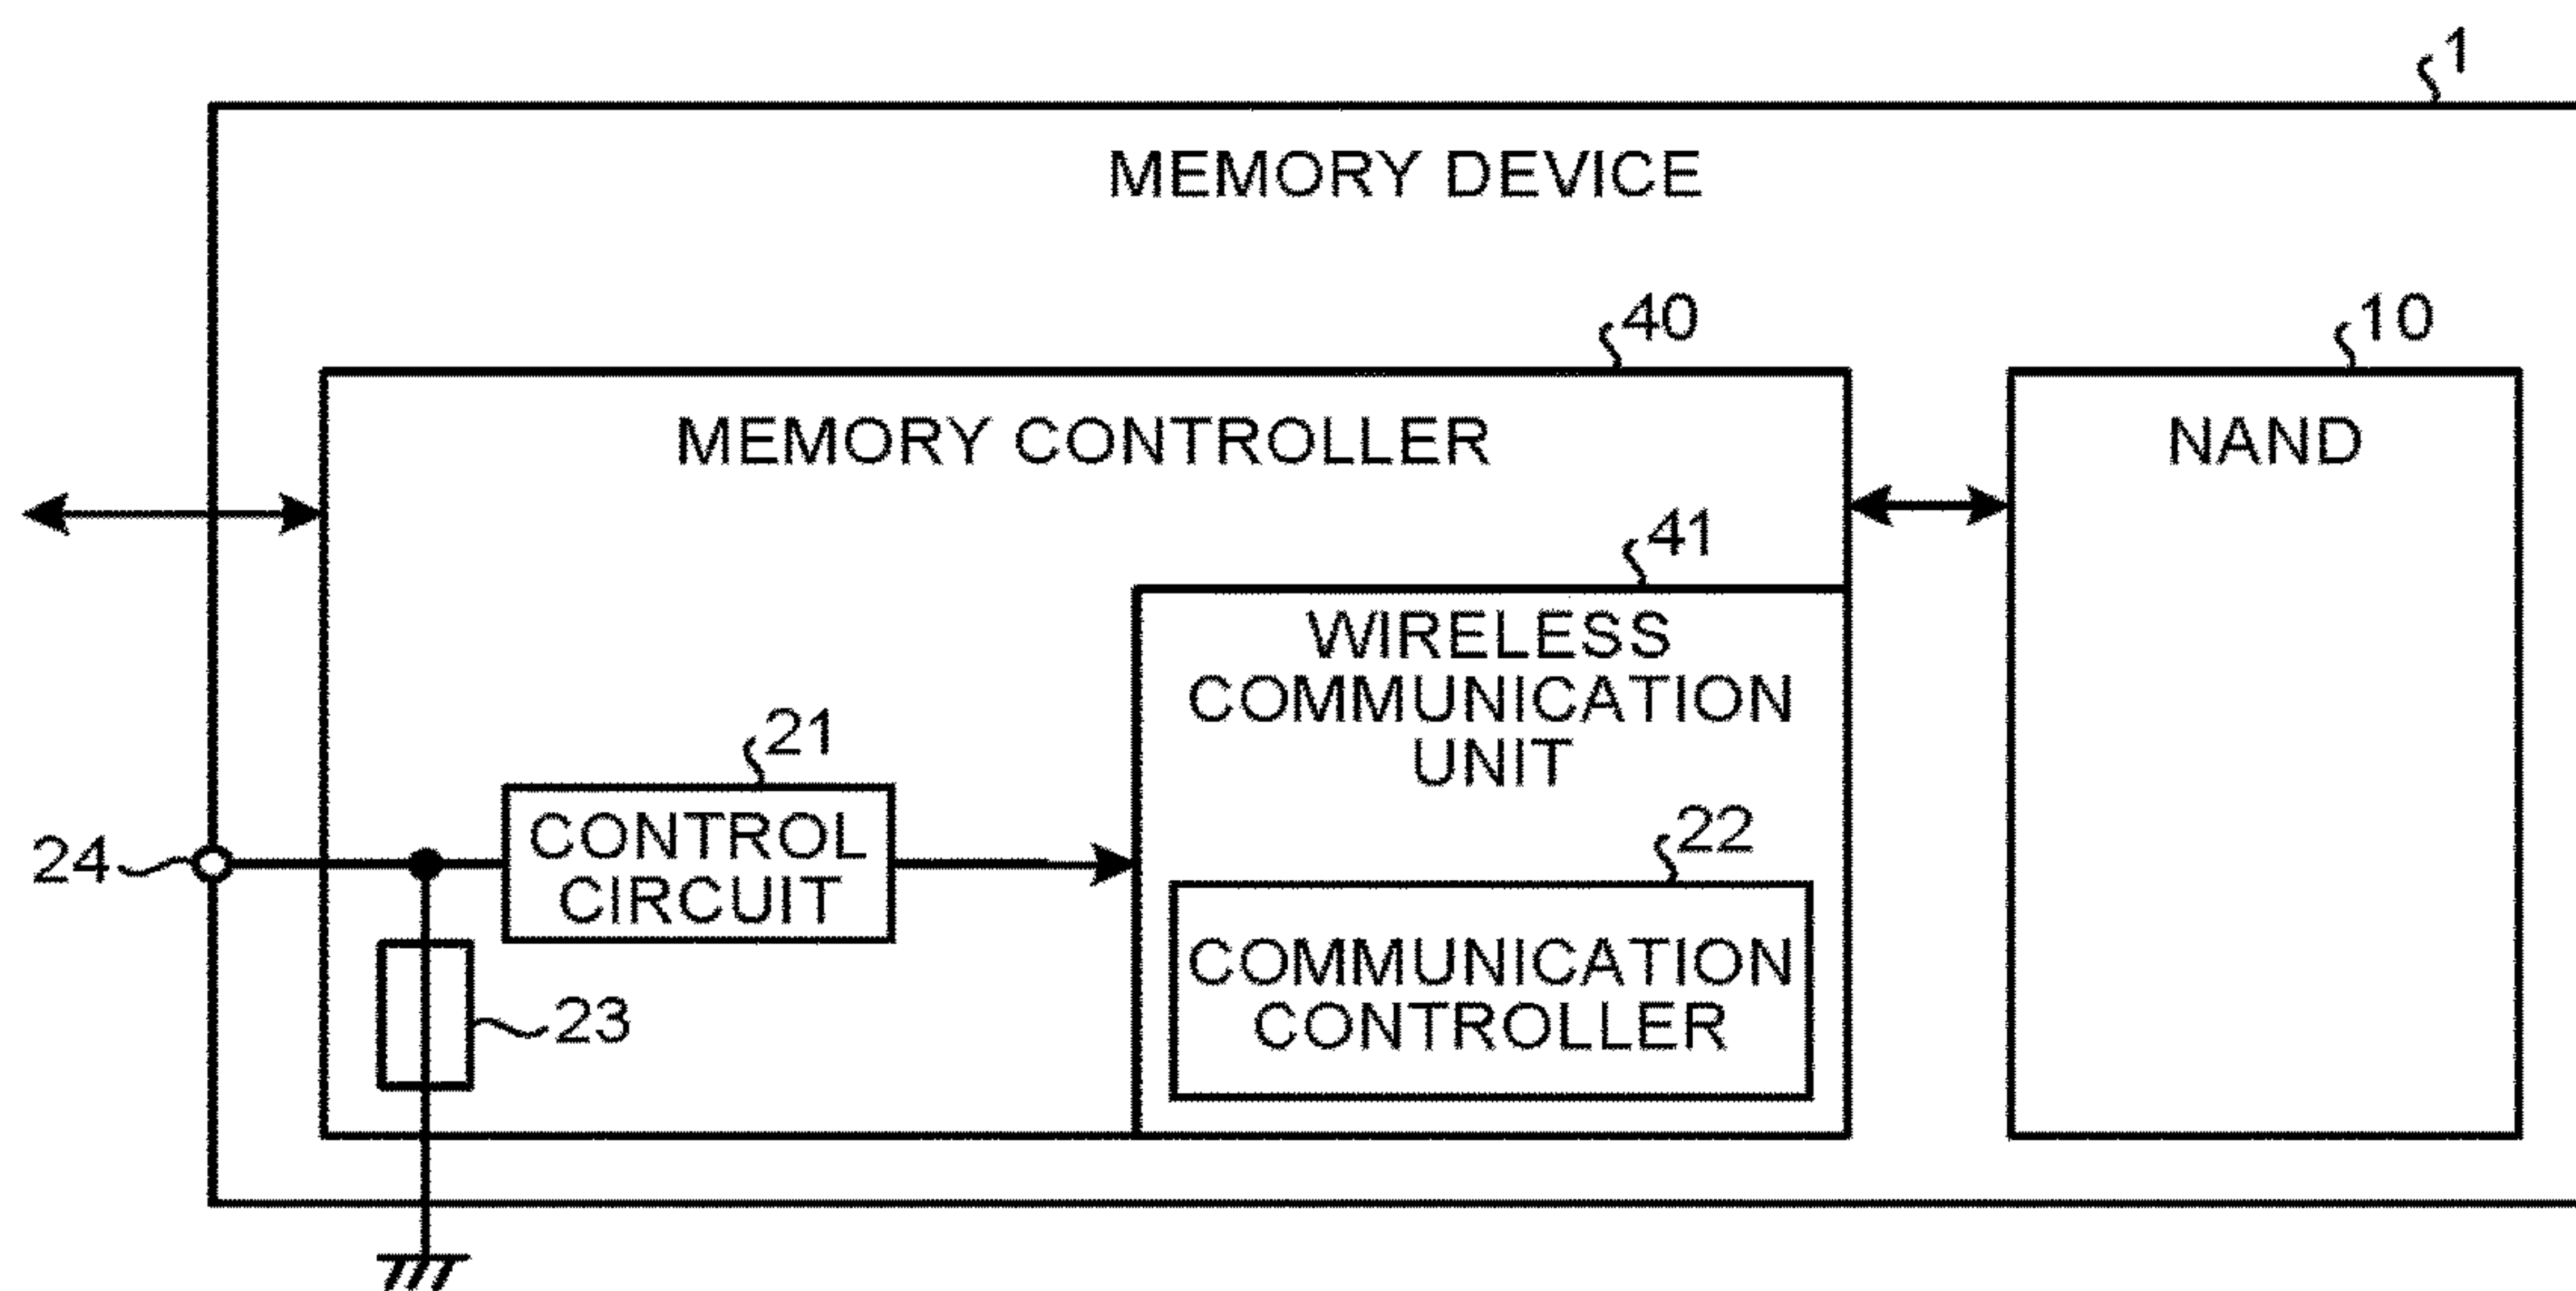 1
MEMORY DEVICE
40
10
MEMORY CONTROLLER
NAND
41
WIRELESS
COMMUNICATION
UNIT
21
CONTROL
CIRCUIT
22
24
COMMUNICATION
CONTROLLER
23